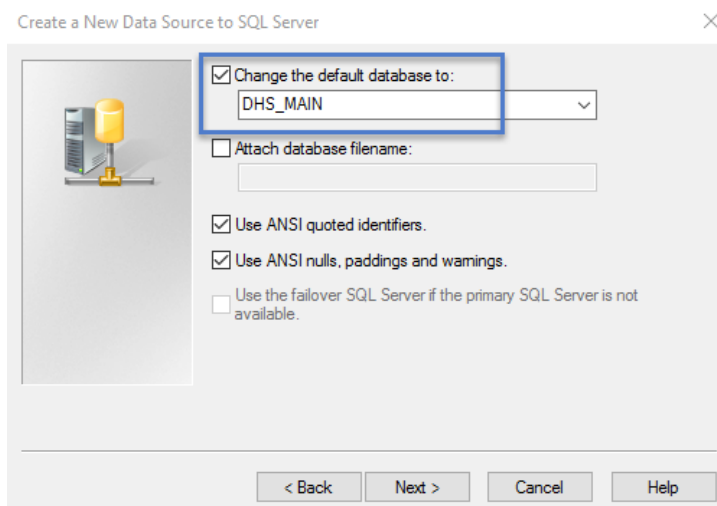 Create a New Data Source to SQL Server
Change the default database to:
DHS_MAIN
Attach database filename:
Use ANSI quoted identifiers.
Use ANSI nulls, paddings and warnings.
Use the failover SQL Server if the primary SQL Server is not
available.
< Back Next > Cancel Help